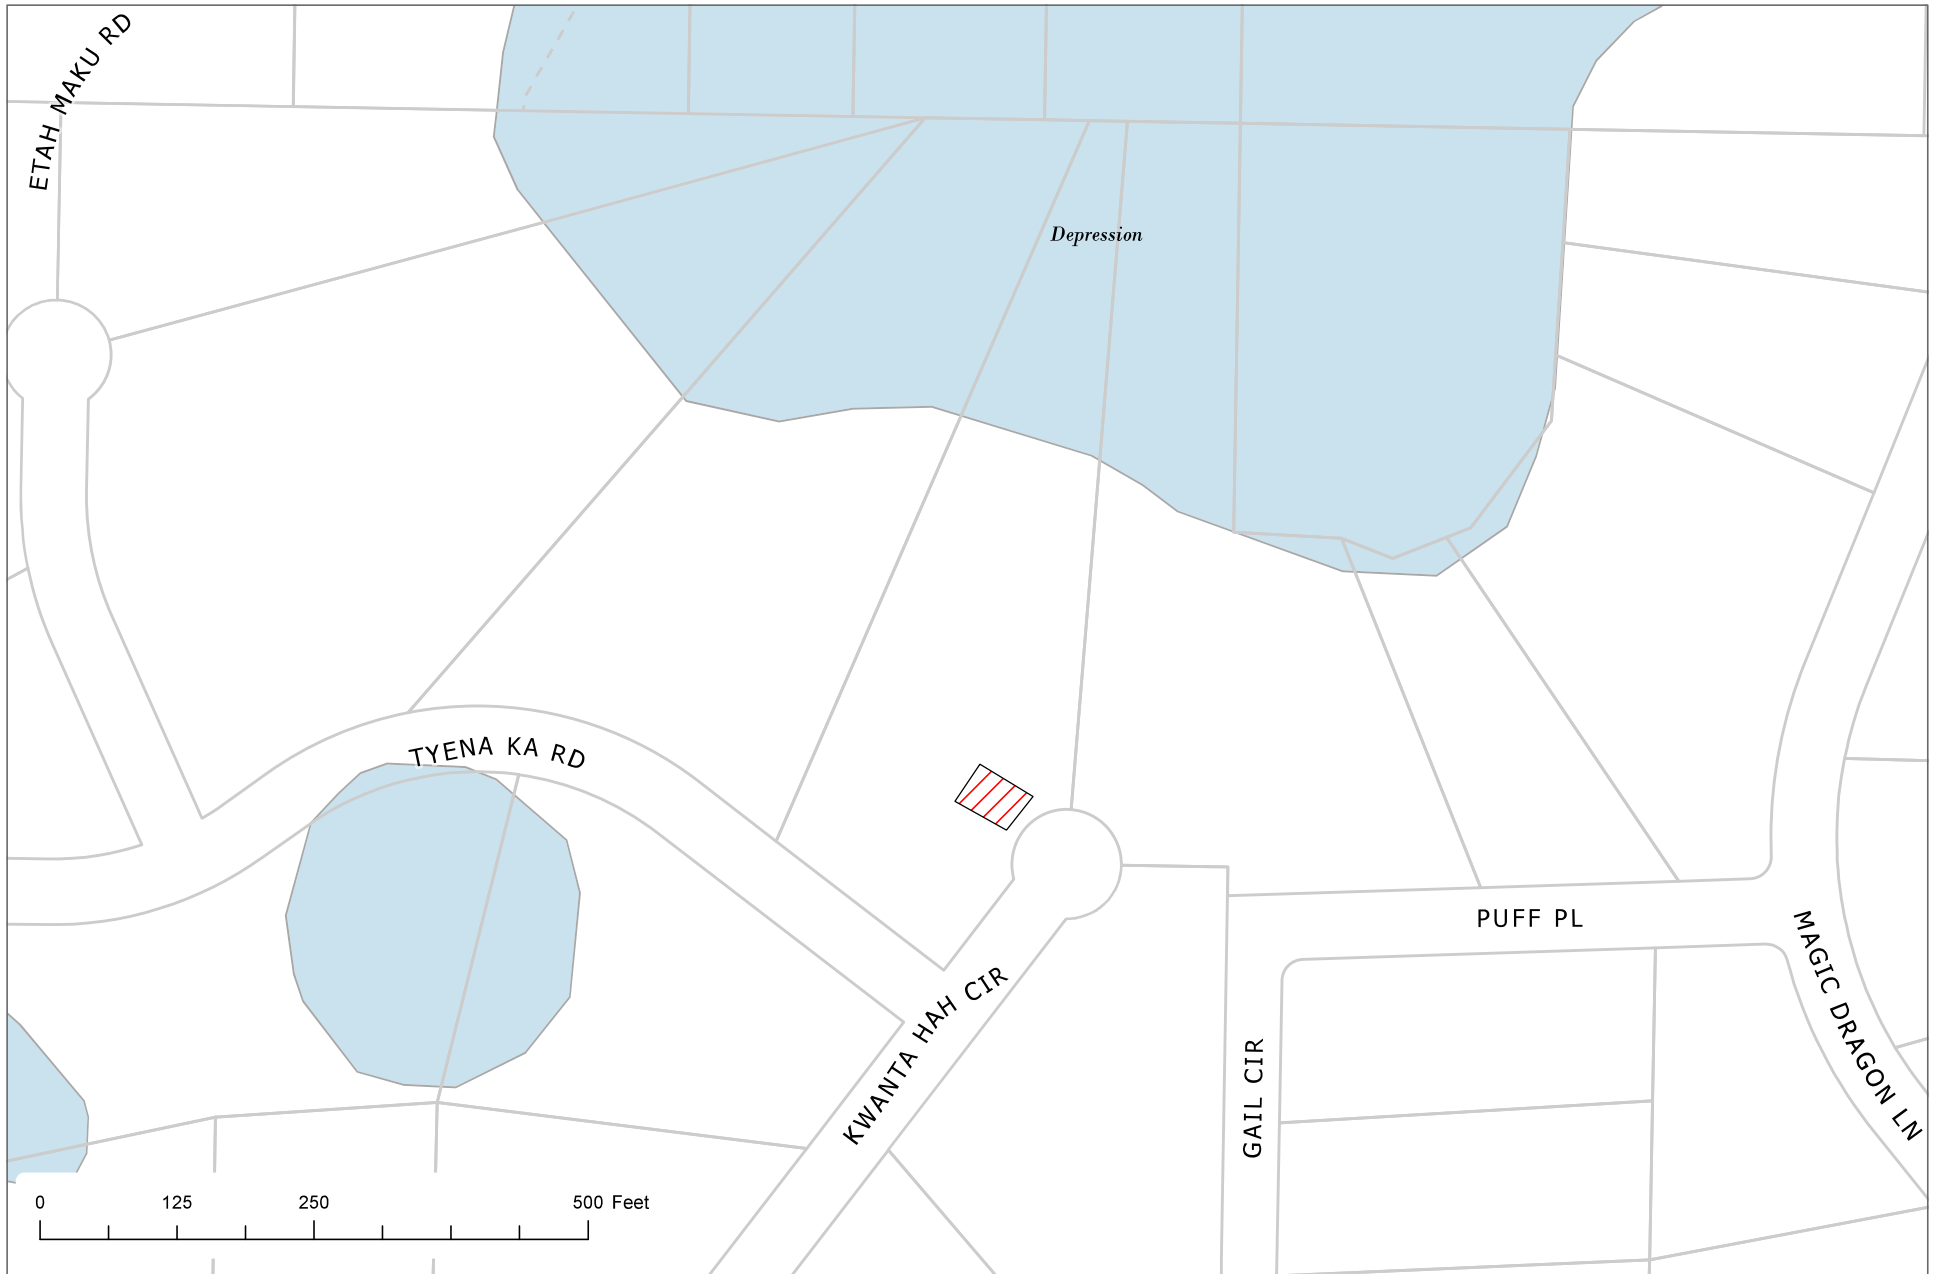 ETAH MAKU RD
Depression
TYENA KA RD
PUFF PL
MAGIC DRAGON LN
KWANTA HAH CIR
GAIL CIR
0 125 250 500 Feet